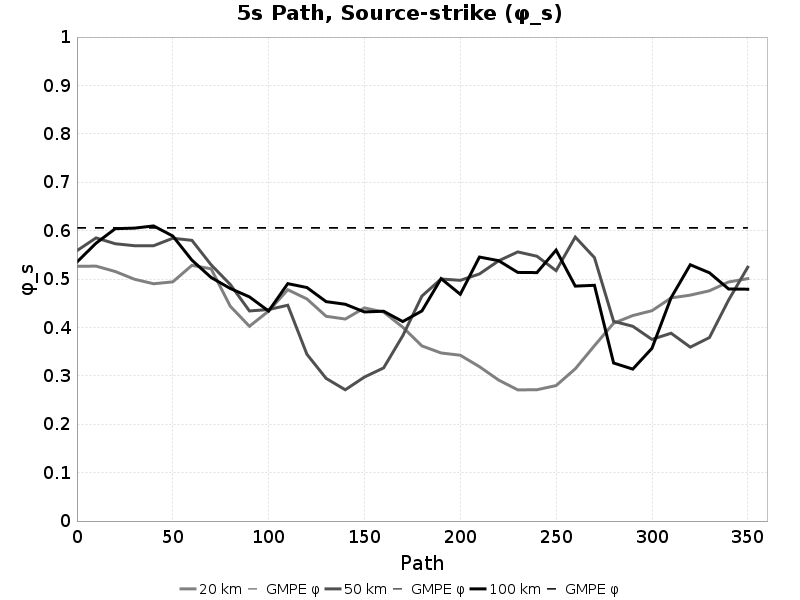 5s Path, Source-strike (φ_s)
1
0.9
0.8
0.7
0.6
0.5
0.4
0.3
0.2
0.1
0
φ_s
0 50 100 150 200 250 300 350
Path
20 km GMPE φ 50 km GMPE φ 100 km GMPE φ